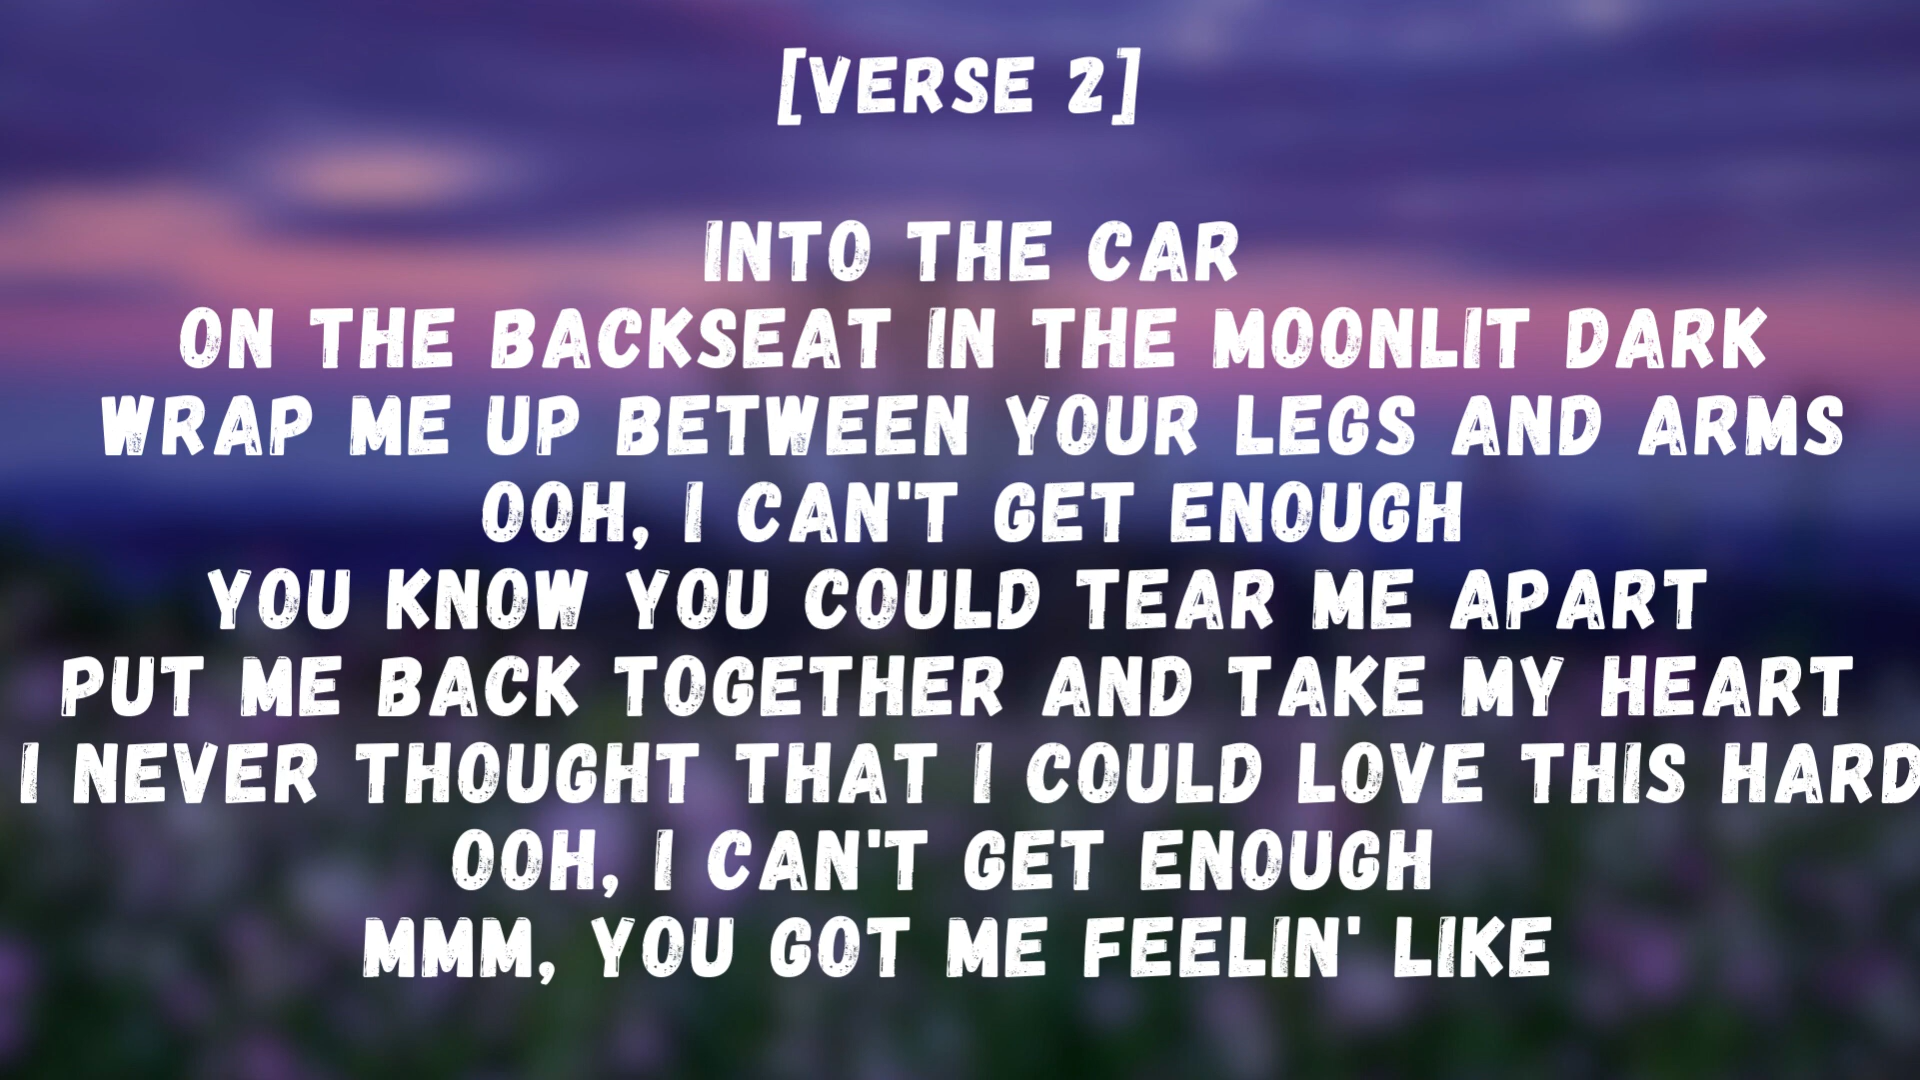 [VERSE 2]
INTO THE CAR
ON THE BACKSEAT IN THE MOONLIT DARK
WRAP ME UP BETWEEN YOUR LEGS AND ARMS
OOH, I CAN'T GET ENOUGH
YOU KNOW YOU COULD TEAR ME APART
PUT ME BACK TOGETHER AND TAKE MY HEART
I NEVER THOUGHT THAT I COULD LOVE THIS HARD
OOH, I CAN'T GET ENOUGH
MMM, YOU GOT ME FEELIN' LIKE